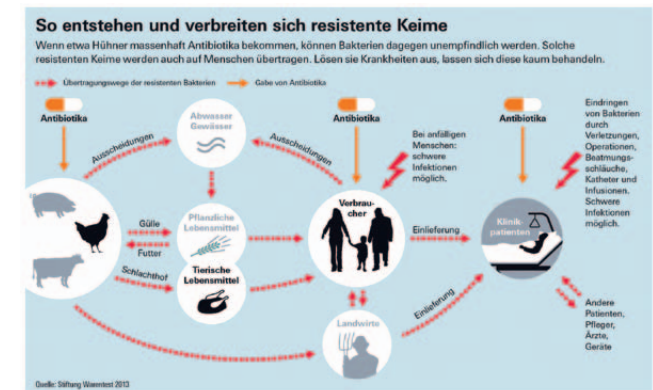 So entstehen und verbreiten sich resistente Keime
Wenn etwa Hühner massenhaft Antibiotika bekommen, können Bakterien dagegen unempfindlich werden. Solche
resistenten Keime werden auch auf Menschen übertragen. Lösen sie Krankheiten aus, lassen sich diese kaum behandeln.
Übertragungswege der resistenten Bakterien
Gabe von Antibiotika
Antibiotika
Ausscheidungen
Abwasser
Gewässer
Ausscheidungen
Antibiotika
Bei anfälligen
Menschen:
schwere
Infektionen
möglich.
Antibiotika
Eindringen
von Bakterien
durch
Verletzungen,
Operationen,
Beatmungs-
schläuche,
Katheter und
Infusionen.
Schwere
Infektionen
möglich.
Gülle
Futter
Schlachthof
Pflanzliche
Lebensmittel
Tierische
Lebensmittel
Verbrau-
cher
Einlieferung
Klinik-
patienten
Landwirte
Einlieferung
Andere
Patienten,
Pfleger,
Ärzte,
Geräte
Quelle: Stiftung Warentest 2013